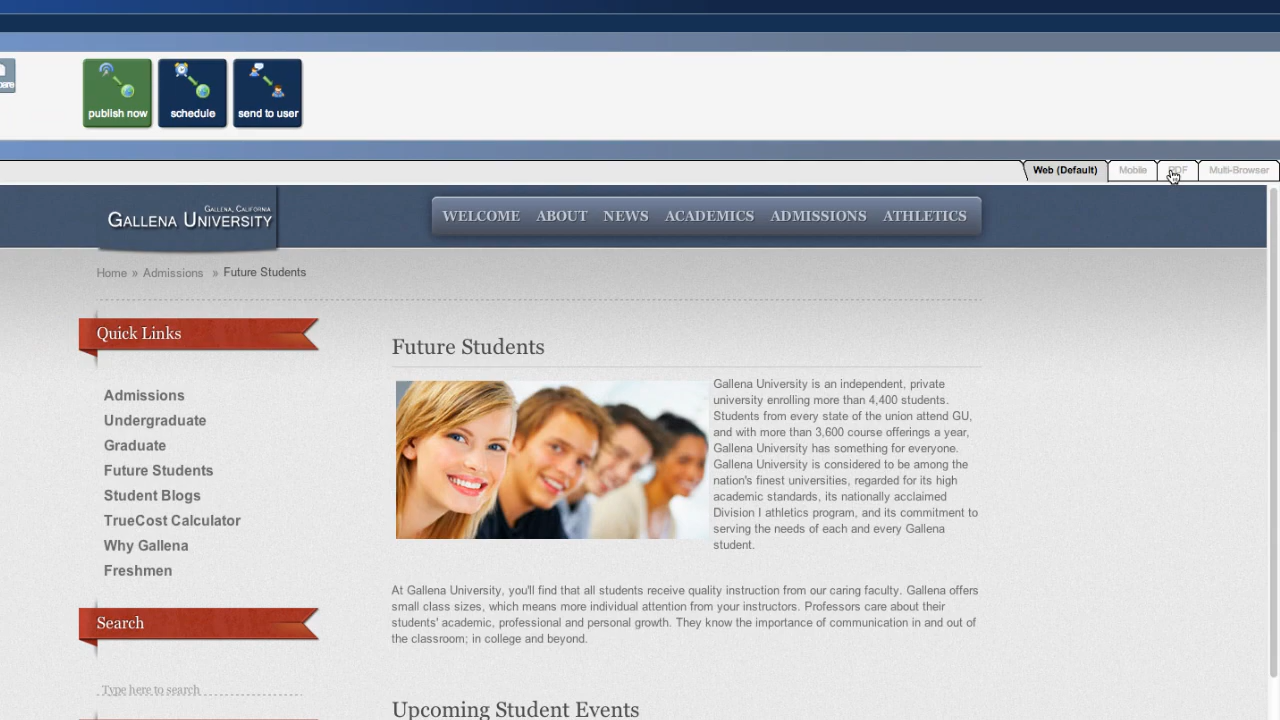 publish now
schedule
send to user
Web (Default)
Mobile
PDF
Multi-Browser
GALLENA, CALIFORNIA
GALLENA UNIVERSITY
WELCOME ABOUT NEWS ACADEMICS ADMISSIONS ATHLETICS
Home » Admissions » Future Students
Quick Links
Admissions
Undergraduate
Graduate
Future Students
Student Blogs
TrueCost Calculator
Why Gallena
Freshmen
Search
Type here to search
Future Students
Gallena University is an independent, private
university enrolling more than 4,400 students.
Students from every state of the union attend GU,
and with more than 3,600 course offerings a year,
Gallena University has something for everyone.
Gallena University is considered to be among the
nation's finest universities, regarded for its high
academic standards, its nationally acclaimed
Division I athletics program, and its commitment to
serving the needs of each and every Gallena
student.
At Gallena University, you'll find that all students receive quality instruction from our caring faculty. Gallena offers
small class sizes, which means more individual attention from your instructors. Professors care about their
students' academic, professional and personal growth. They know the importance of communication in and out of
the classroom; in college and beyond.
Upcoming Student Events